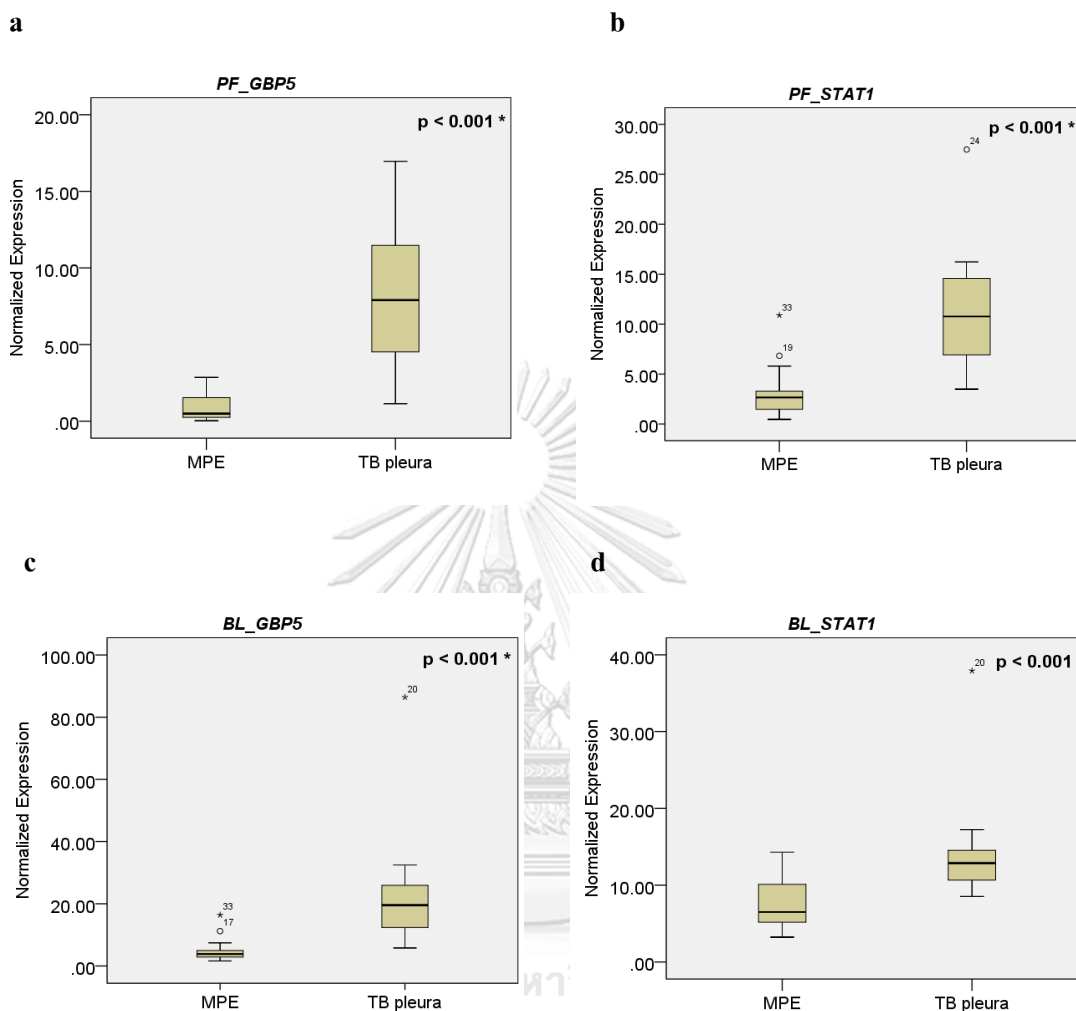 a
PF_GBP5
p < 0.001 *
Normalized Expression
20.00
15.00
10.00
5.00
.00
MPE
TB pleura
b
PF_STAT1
p < 0.001 *
Normalized Expression
30.00
25.00
20.00
15.00
10.00
5.00
.00
24
33
19
MPE
TB pleura
c
BL_GBP5
p < 0.001 *
Normalized Expression
100.00
80.00
60.00
40.00
20.00
.00
20
33
17
MPE
TB pleura
d
BL_STAT1
p < 0.001
Normalized Expression
40.00
30.00
20.00
10.00
.00
20
MPE
TB pleura